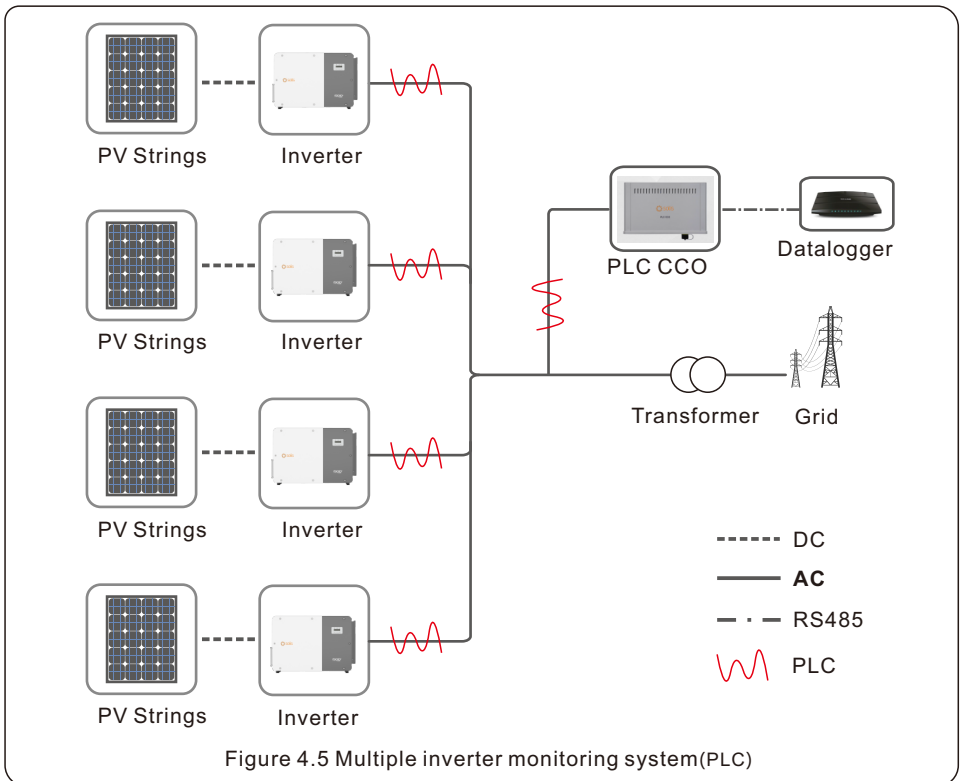 PV Strings
Inverter
PV Strings
Inverter
PV Strings
Inverter
PV Strings
Inverter
PLC CCO
Datalogger
Transformer
Grid
DC
AC
RS485
PLC
Figure 4.5 Multiple inverter monitoring system(PLC)